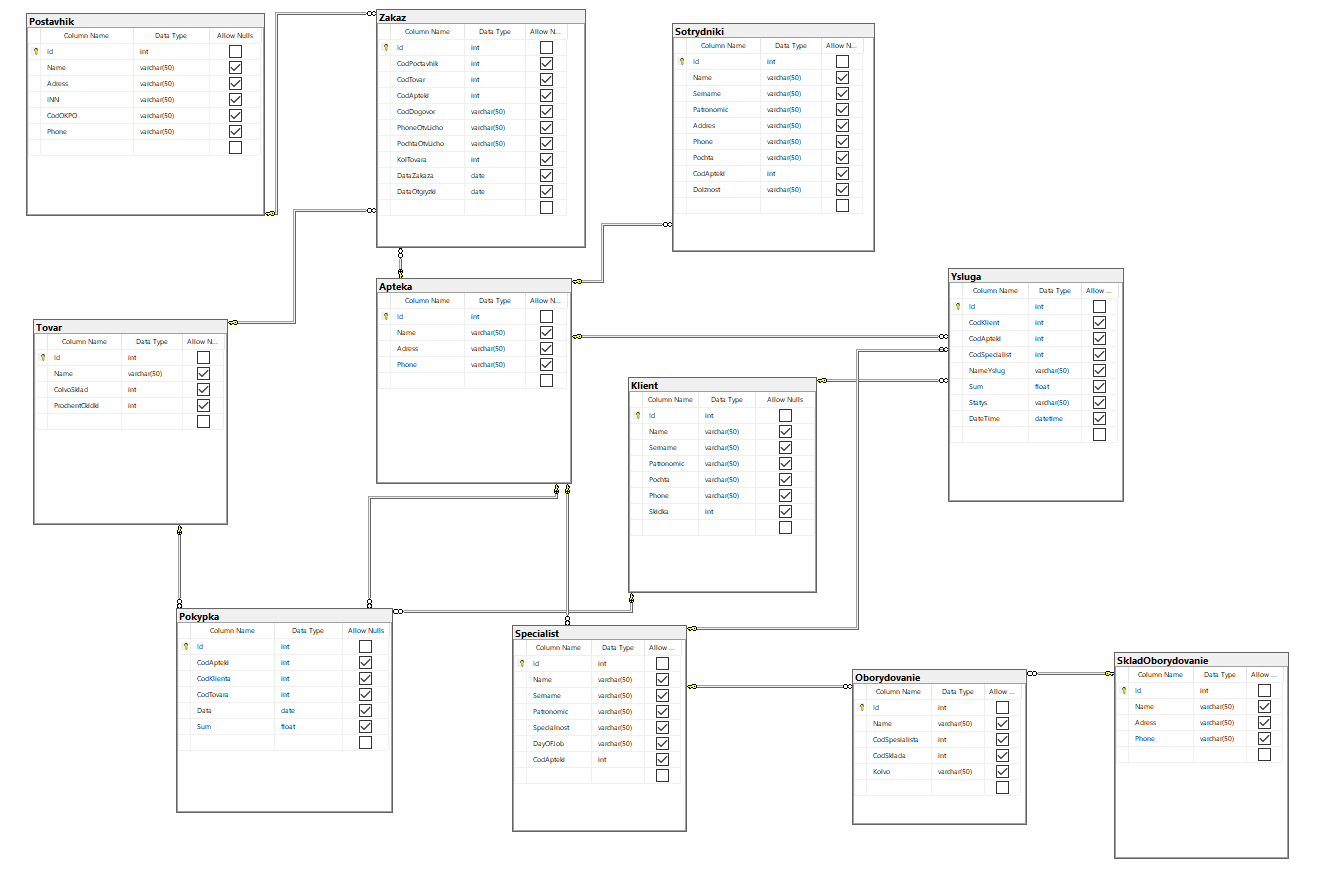 Postavhik
Column Name Data Type Allow Nulls
Id int
Name varchar(50)
Adress varchar(50)
INN varchar(50)
CodOKPO varchar(50)
Phone varchar(50)
Zakaz
Column Name Data Type Allow N...
Id int
CodPoctavhik int
CodTovar int
CodApteki int
CodDogovor varchar(50)
PhoneOtvLicho varchar(50)
PochtaOtvLicho varchar(50)
KolTovara int
DataZakaza date
DataOtgryzki date
Sotrydniki
Column Name Data Type Allow N...
Id int
Name varchar(50)
Sername varchar(50)
Patronomic varchar(50)
Addres varchar(50)
Phone varchar(50)
Pochta varchar(50)
CodApteki int
Dolznost varchar(50)
Apteka
Column Name Data Type Allow N...
Id int
Name varchar(50)
Adress varchar(50)
Phone varchar(50)
Ysluga
Column Name Data Type Allow ...
Id int
CodKlient int
CodApteki int
CodSpecialist int
NameYslug varchar(50)
Sum float
Statys varchar(50)
DateTime datetime
Tovar
Column Name Data Type Allow N...
Id int
Name varchar(50)
ColvoSklad int
ProchentCkidki int
Klient
Column Name Data Type Allow Nulls
Id int
Name varchar(50)
Sername varchar(50)
Patronomic varchar(50)
Pochta varchar(50)
Phone varchar(50)
Skidka int
Pokypka
Column Name Data Type Allow Nulls
Id int
CodApteki int
CodKlienta int
CodTovara int
Data date
Sum float
Specialist
Column Name Data Type Allow ...
Id int
Name varchar(50)
Sername varchar(50)
Patronomic varchar(50)
Specialnost varchar(50)
DayOfJob varchar(50)
CodApteki int
Oborydovanie
Column Name Data Type Allow ...
Id int
Name varchar(50)
CodSpesialista int
CodSklada int
Kolvo varchar(50)
SkladOborydovanie
Column Name Data Type Allow ...
Id int
Name varchar(50)
Adress varchar(50)
Phone varchar(50)